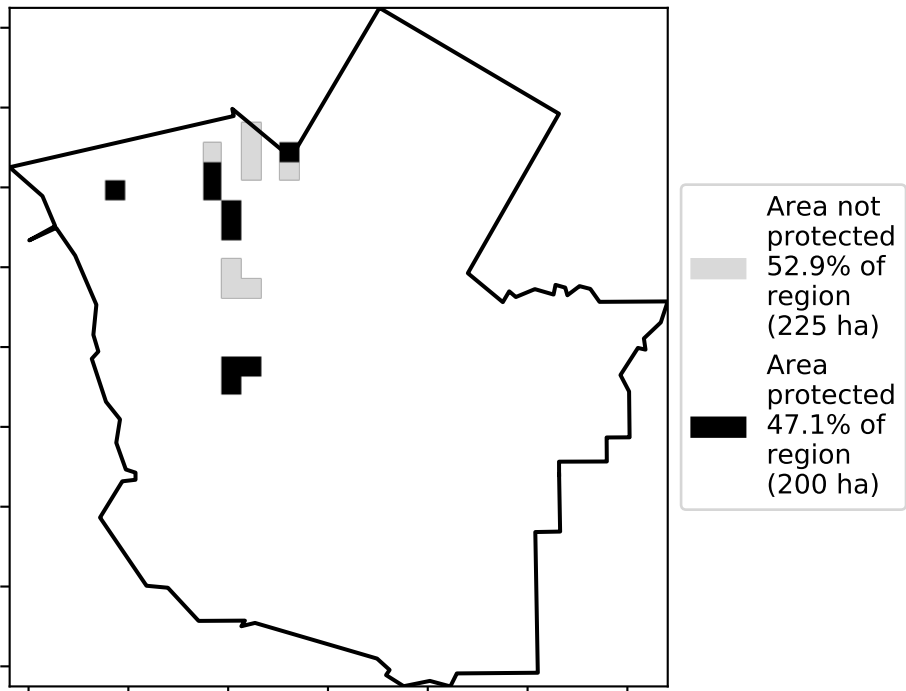 Area not
protected
52.9% of
region
(225 ha)
Area
protected
47.1% of
region
(200 ha)